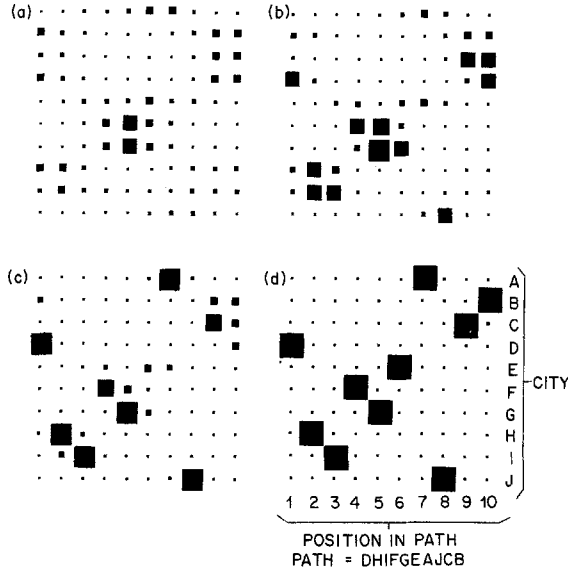 (a)
(b)
(c)
(d)
A
B
C
D
E
F
G
H
I
J
CITY
1 2 3 4 5 6 7 8 9 10
POSITION IN PATH
PATH = DHIFGEAJCB